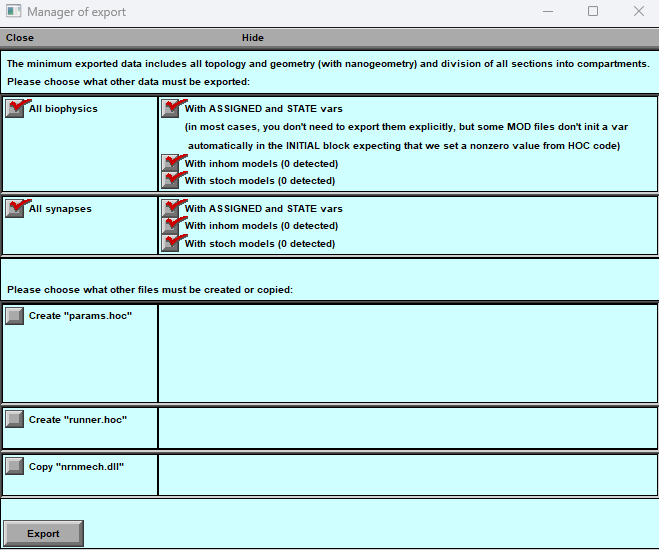 Manager of export
Close Hide
The minimum exported data includes all topology and geometry (with nanogeometry) and division of all sections into compartments.
Please choose what other data must be exported:
All biophysics With ASSIGNED and STATE vars
(in most cases, you don't need to export them explicitly, but some MOD files don't init a var
automatically in the INITIAL block expecting that we set a nonzero value from HOC code)
With inhom models (0 detected)
With stoch models (0 detected)
All synapses With ASSIGNED and STATE vars
With inhom models (0 detected)
With stoch models (0 detected)
Please choose what other files must be created or copied:
Create "params.hoc"
Create "runner.hoc"
Copy "nrnmech.dll"
Export